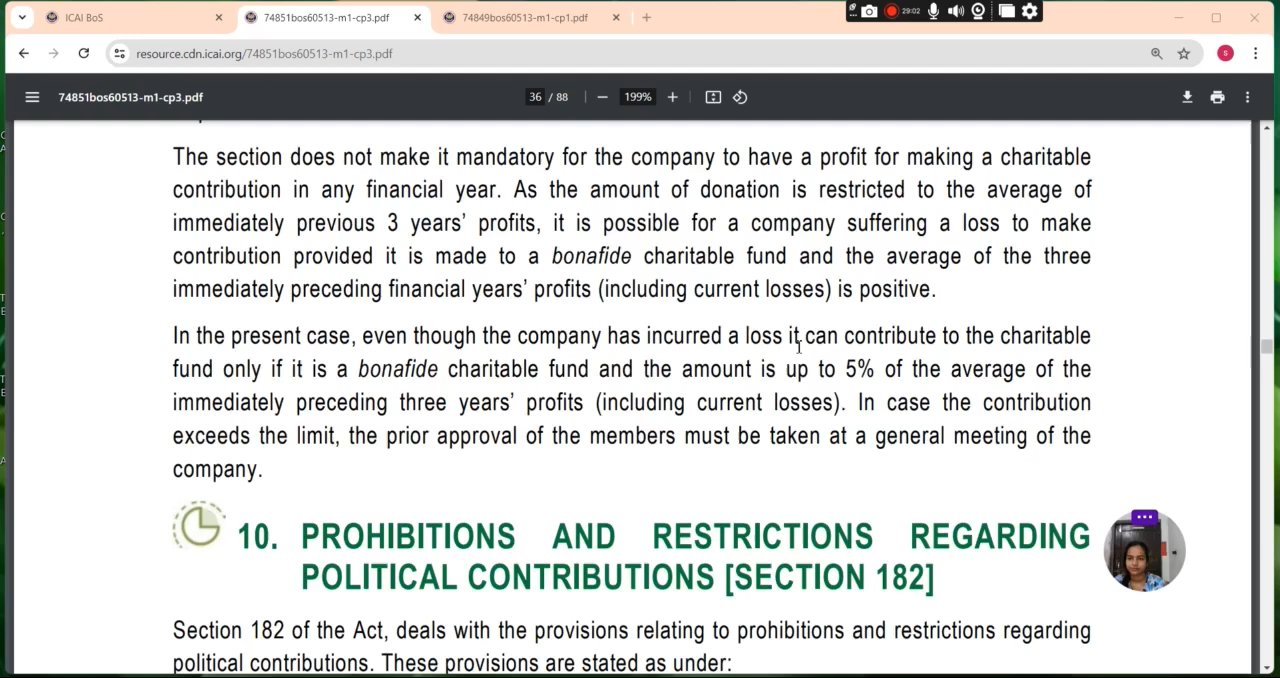 ICAI BoS
74851bos60513-m1-cp3.pdf
74849bos60513-m1-cp1.pdf
29:02
resource.cdn.icai.org/74851bos60513-m1-cp3.pdf
S
74851bos60513-m1-cp3.pdf
36 / 88
199%
The section does not make it mandatory for the company to have a profit for making a charitable
contribution in any financial year. As the amount of donation is restricted to the average of
immediately previous 3 years' profits, it is possible for a company suffering a loss to make
contribution provided it is made to a bonafide charitable fund and the average of the three
immediately preceding financial years' profits (including current losses) is positive.
In the present case, even though the company has incurred a loss it can contribute to the charitable
fund only if it is a bonafide charitable fund and the amount is up to 5% of the average of the
immediately preceding three years' profits (including current losses). In case the contribution
exceeds the limit, the prior approval of the members must be taken at a general meeting of the
company.
10. PROHIBITIONS AND RESTRICTIONS REGARDING
POLITICAL CONTRIBUTIONS [SECTION 182]
Section 182 of the Act, deals with the provisions relating to prohibitions and restrictions regarding
political contributions. These provisions are stated as under: